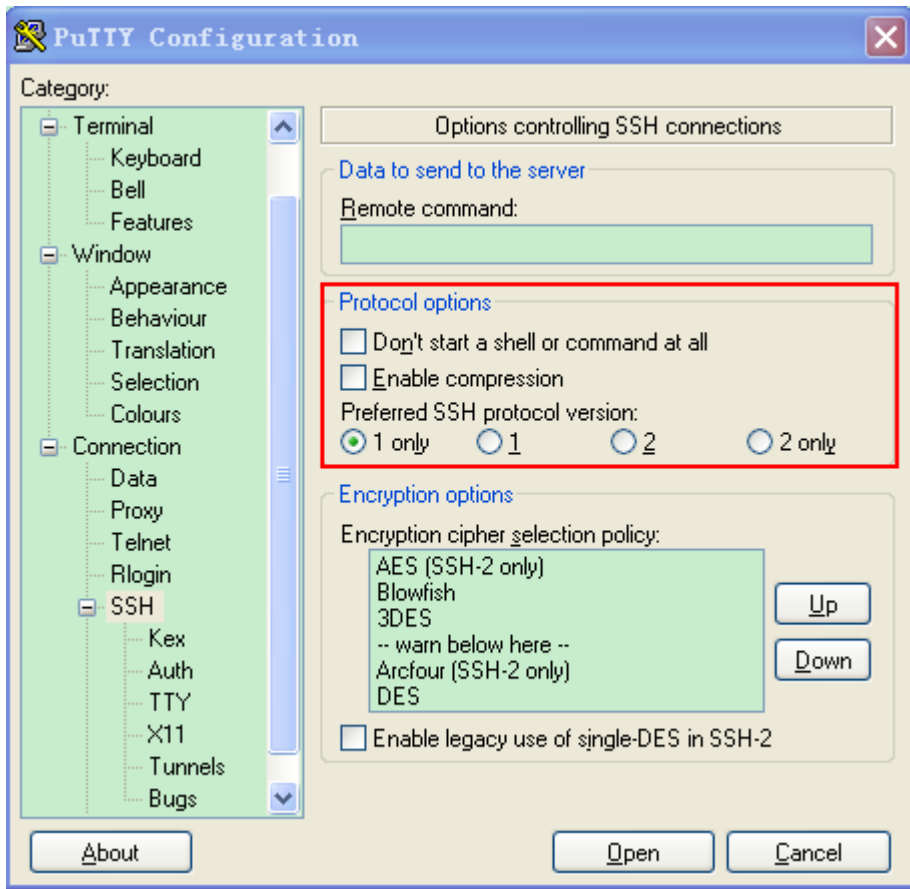 PuTTY Configuration
Category:
Terminal
Keyboard
Bell
Features
Window
Appearance
Behaviour
Translation
Selection
Colours
Connection
Data
Proxy
Telnet
Rlogin
SSH
Kex
Auth
TTY
X11
Tunnels
Bugs
Options controlling SSH connections
Data to send to the server
Remote command:
Protocol options
Don't start a shell or command at all
Enable compression
Preferred SSH protocol version:
1 only 1 2 2 only
Encryption options
Encryption cipher selection policy:
AES (SSH-2 only)
Blowfish
3DES
-- warn below here --
Arcfour (SSH-2 only)
DES
Up
Down
Enable legacy use of single-DES in SSH-2
About Open Cancel